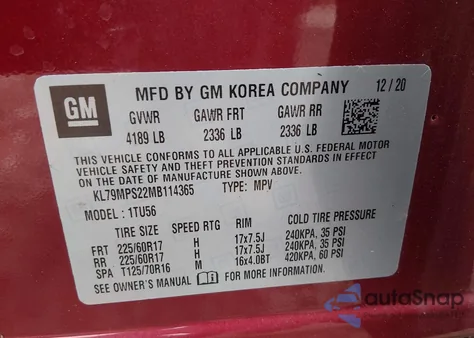 GM MFD BY GM KOREA COMPANY 12/20
GVWR GAWR FRT GAWR RR
4189 LB 2336 LB 2336 LB
THIS VEHICLE CONFORMS TO ALL APPLICABLE U.S. FEDERAL MOTOR
VEHICLE SAFETY AND THEFT PREVENTION STANDARDS IN EFFECT ON
THE DATE OF MANUFACTURE SHOWN ABOVE.
KL79MPS22MB114365 TYPE: MPV
MODEL: 1TU56
TIRE SIZE SPEED RTG RIM COLD TIRE PRESSURE
FRT 225/60R17 H 17x7.5J 240KPA, 35 PSI
RR 225/60R17 H 17x7.5J 240KPA, 35 PSI
SPA T125/70R16 M 16x4.0BT 420KPA, 60 PSI
SEE OWNER'S MANUAL FOR MORE INFORMATION.
autaSnap